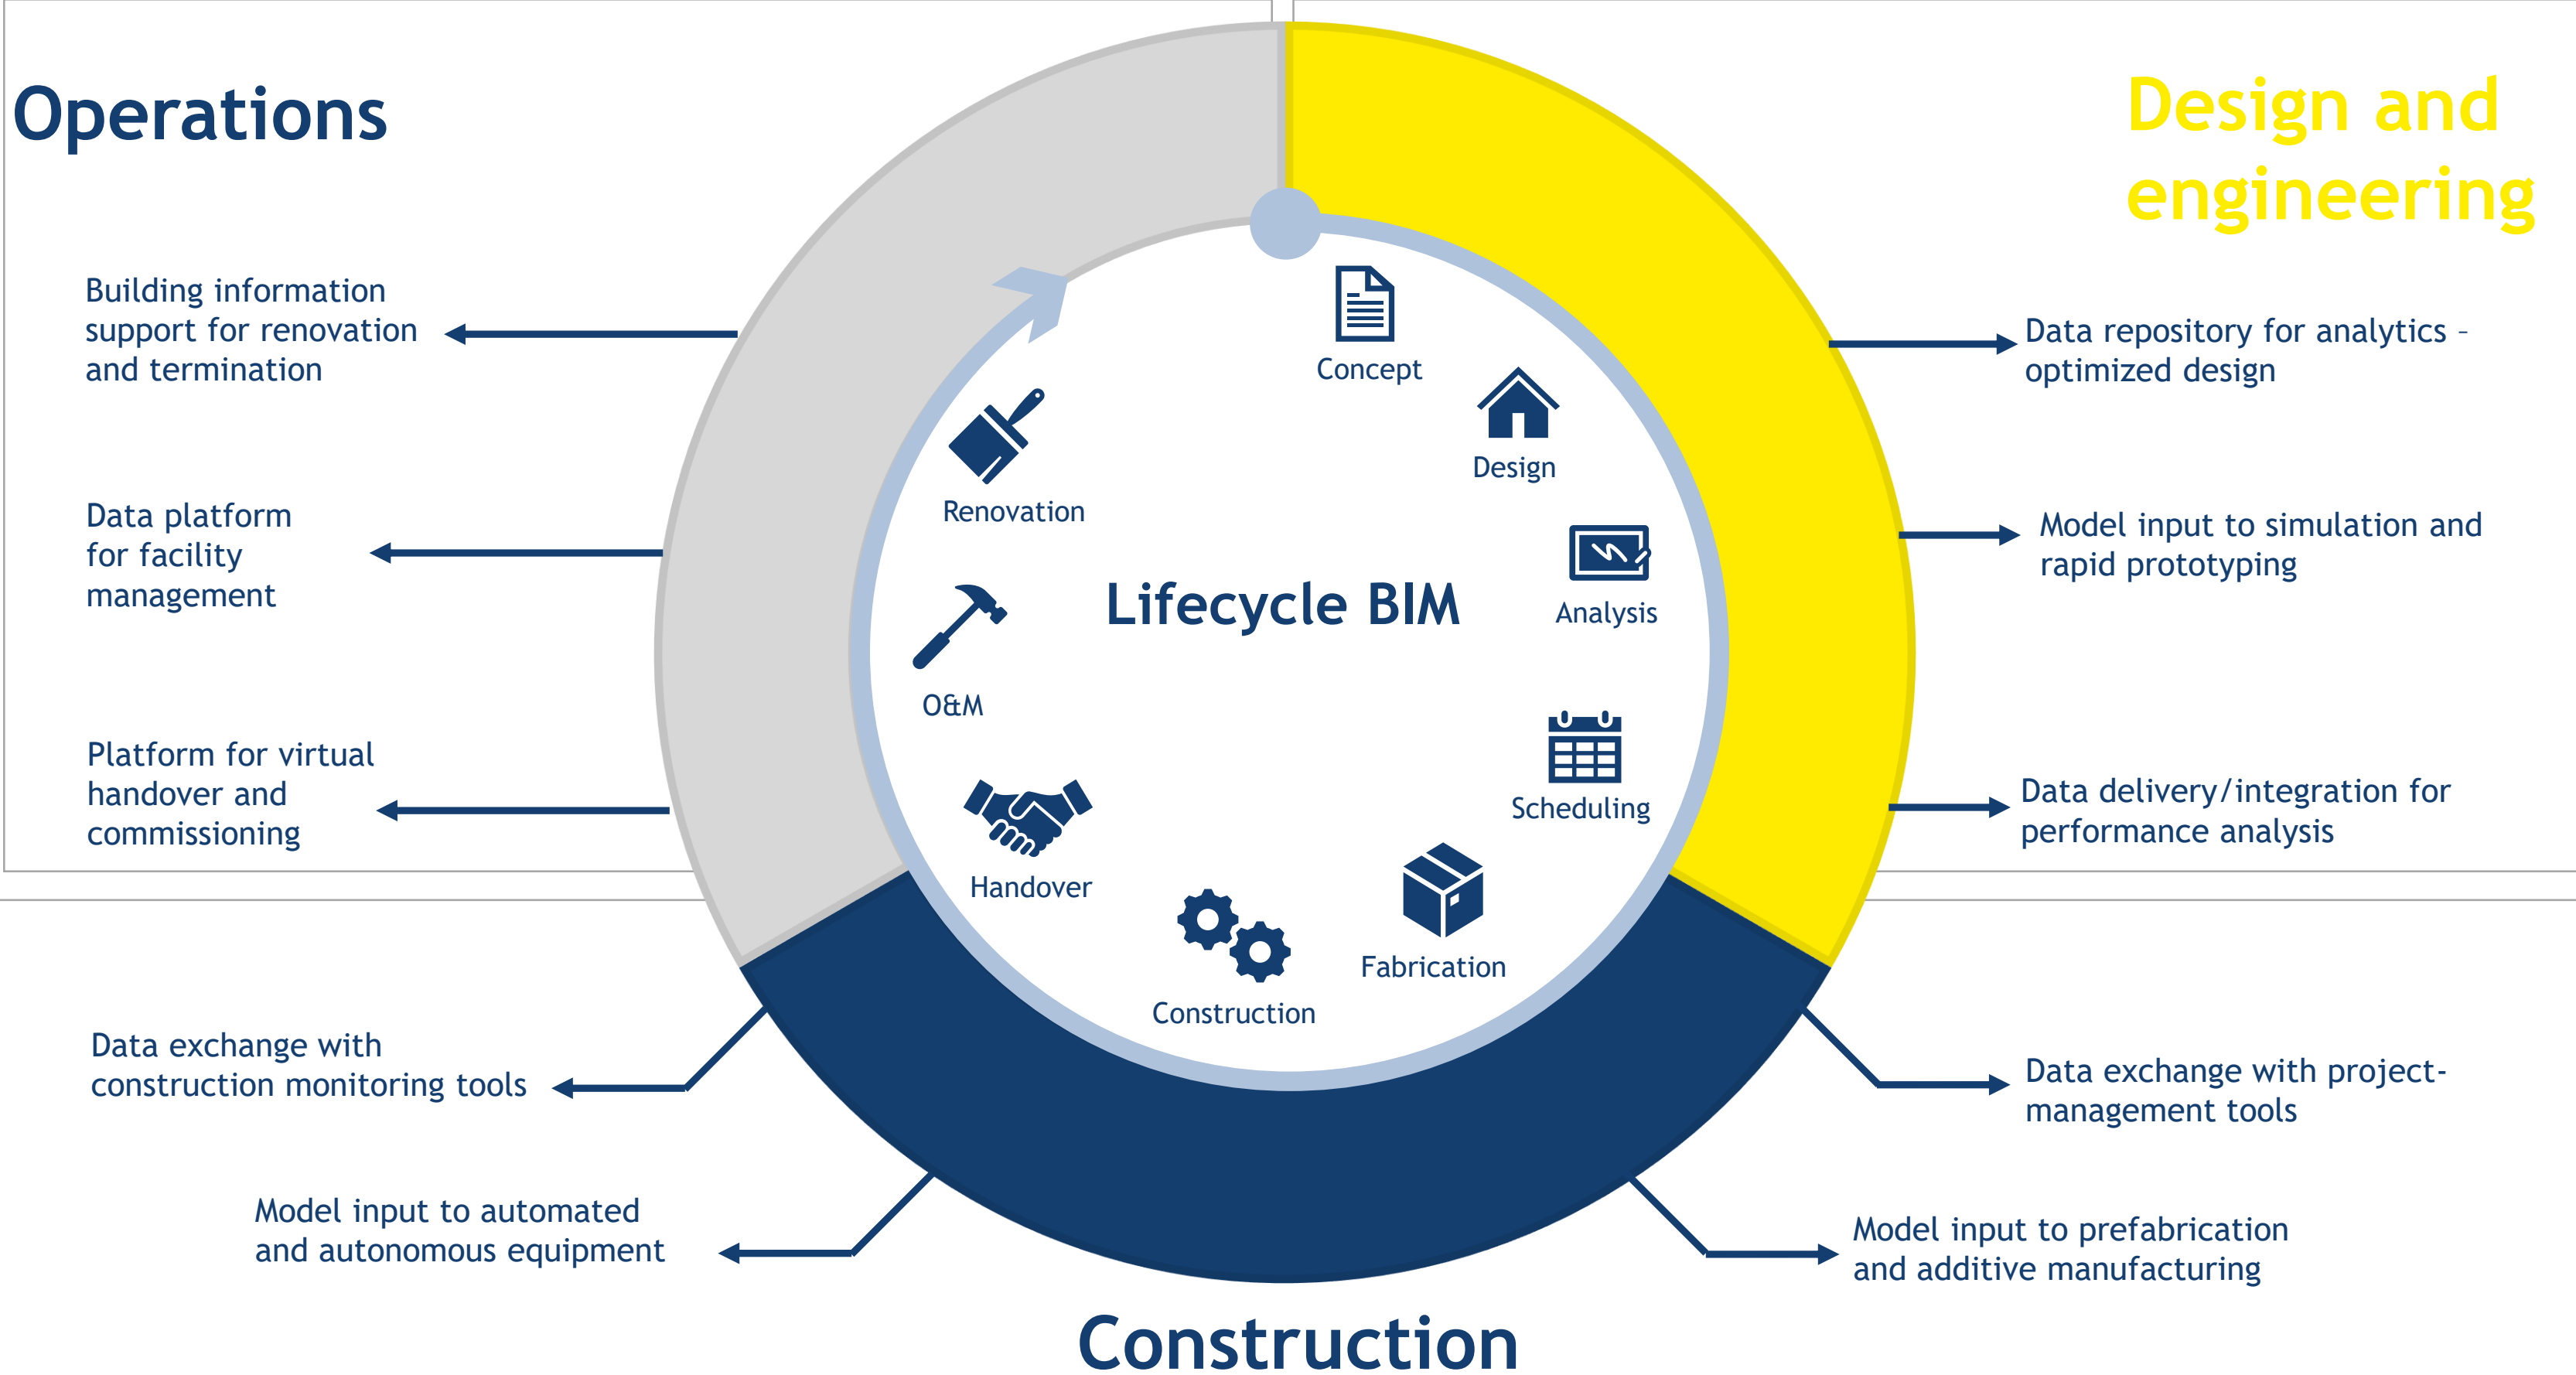 Operations
Design and
engineering
Building information
support for renovation
and termination
Data platform
for facility
management
Platform for virtual
handover and
commissioning
Concept
Design
Analysis
Scheduling
Fabrication
Construction
Handover
O&M
Renovation
Lifecycle BIM
Data repository for analytics –
optimized design
Model input to simulation and
rapid prototyping
Data delivery/integration for
performance analysis
Data exchange with
construction monitoring tools
Model input to automated
and autonomous equipment
Data exchange with project-
management tools
Model input to prefabrication
and additive manufacturing
Construction